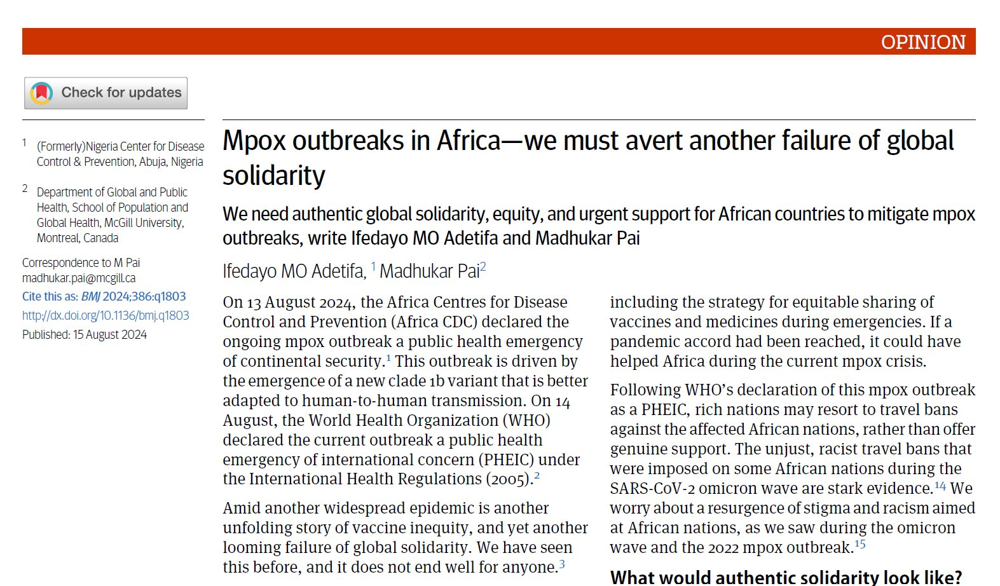 OPINION
Check for updates
1 (Formerly)Nigeria Center for Disease
Control & Prevention, Abuja, Nigeria
2 Department of Global and Public
Health, School of Population and
Global Health, McGill University,
Montreal, Canada
Correspondence to M Pai
madhukar.pai@mcgill.ca
Cite this as: BMJ 2024;386:q1803
http://dx.doi.org/10.1136/bmj.q1803
Published: 15 August 2024
Mpox outbreaks in Africa—we must avert another failure of global
solidarity
We need authentic global solidarity, equity, and urgent support for African countries to mitigate mpox
outbreaks, write Ifedayo MO Adetifa and Madhukar Pai
Ifedayo MO Adetifa, 1 Madhukar Pai2
On 13 August 2024, the Africa Centres for Disease
Control and Prevention (Africa CDC) declared the
ongoing mpox outbreak a public health emergency
of continental security.1 This outbreak is driven by
the emergence of a new clade 1b variant that is better
adapted to human-to-human transmission. On 14
August, the World Health Organization (WHO)
declared the current outbreak a public health
emergency of international concern (PHEIC) under
the International Health Regulations (2005).2
Amid another widespread epidemic is another
unfolding story of vaccine inequity, and yet another
looming failure of global solidarity. We have seen
this before, and it does not end well for anyone.3
including the strategy for equitable sharing of
vaccines and medicines during emergencies. If a
pandemic accord had been reached, it could have
helped Africa during the current mpox crisis.
Following WHO’s declaration of this mpox outbreak
as a PHEIC, rich nations may resort to travel bans
against the affected African nations, rather than offer
genuine support. The unjust, racist travel bans that
were imposed on some African nations during the
SARS-CoV-2 omicron wave are stark evidence.14 We
worry about a resurgence of stigma and racism aimed
at African nations, as we saw during the omicron
wave and the 2022 mpox outbreak.15
What would authentic solidarity look like?